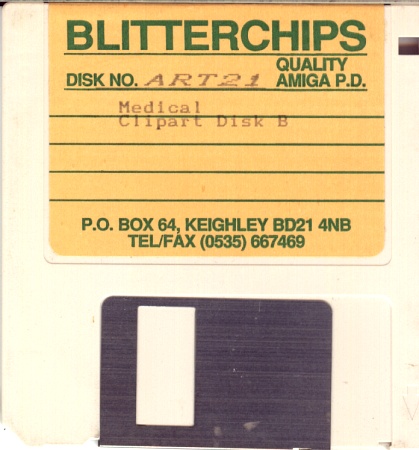 BLITTERCHIPS
QUALITY
DISK NO. ART21 AMIGA P.D.
Medical
Clipart Disk B
P.O. BOX 64, KEIGHLEY BD21 4NB
TEL/FAX (0535) 667469